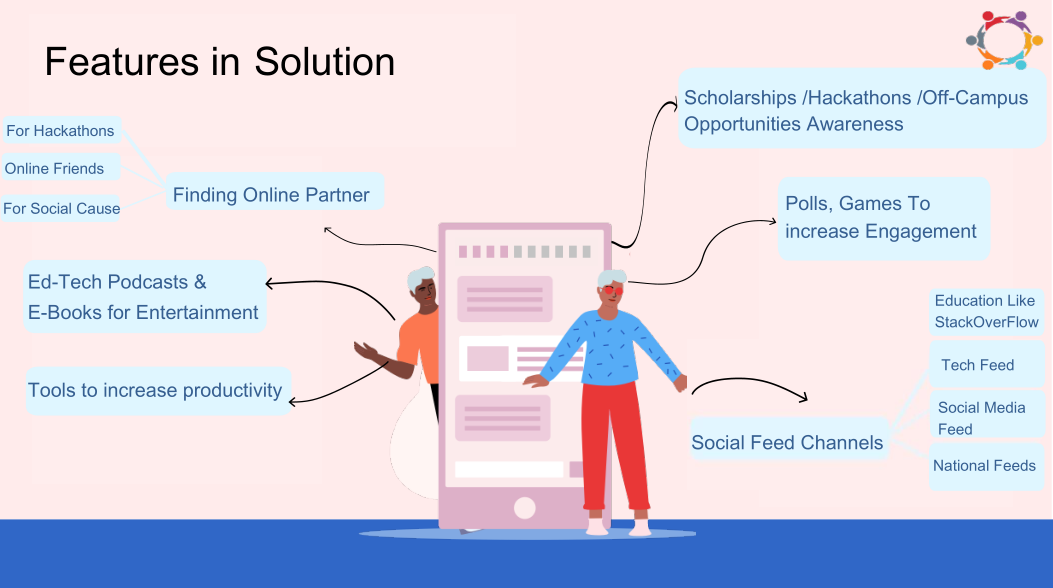 Features in Solution
For Hackathons
Online Friends
For Social Cause
Finding Online Partner
Ed-Tech Podcasts &
E-Books for Entertainment
Tools to increase productivity
Scholarships /Hackathons /Off-Campus
Opportunities Awareness
Polls, Games To
increase Engagement
Social Feed Channels
Education Like
StackOverFlow
Tech Feed
Social Media
Feed
National Feeds